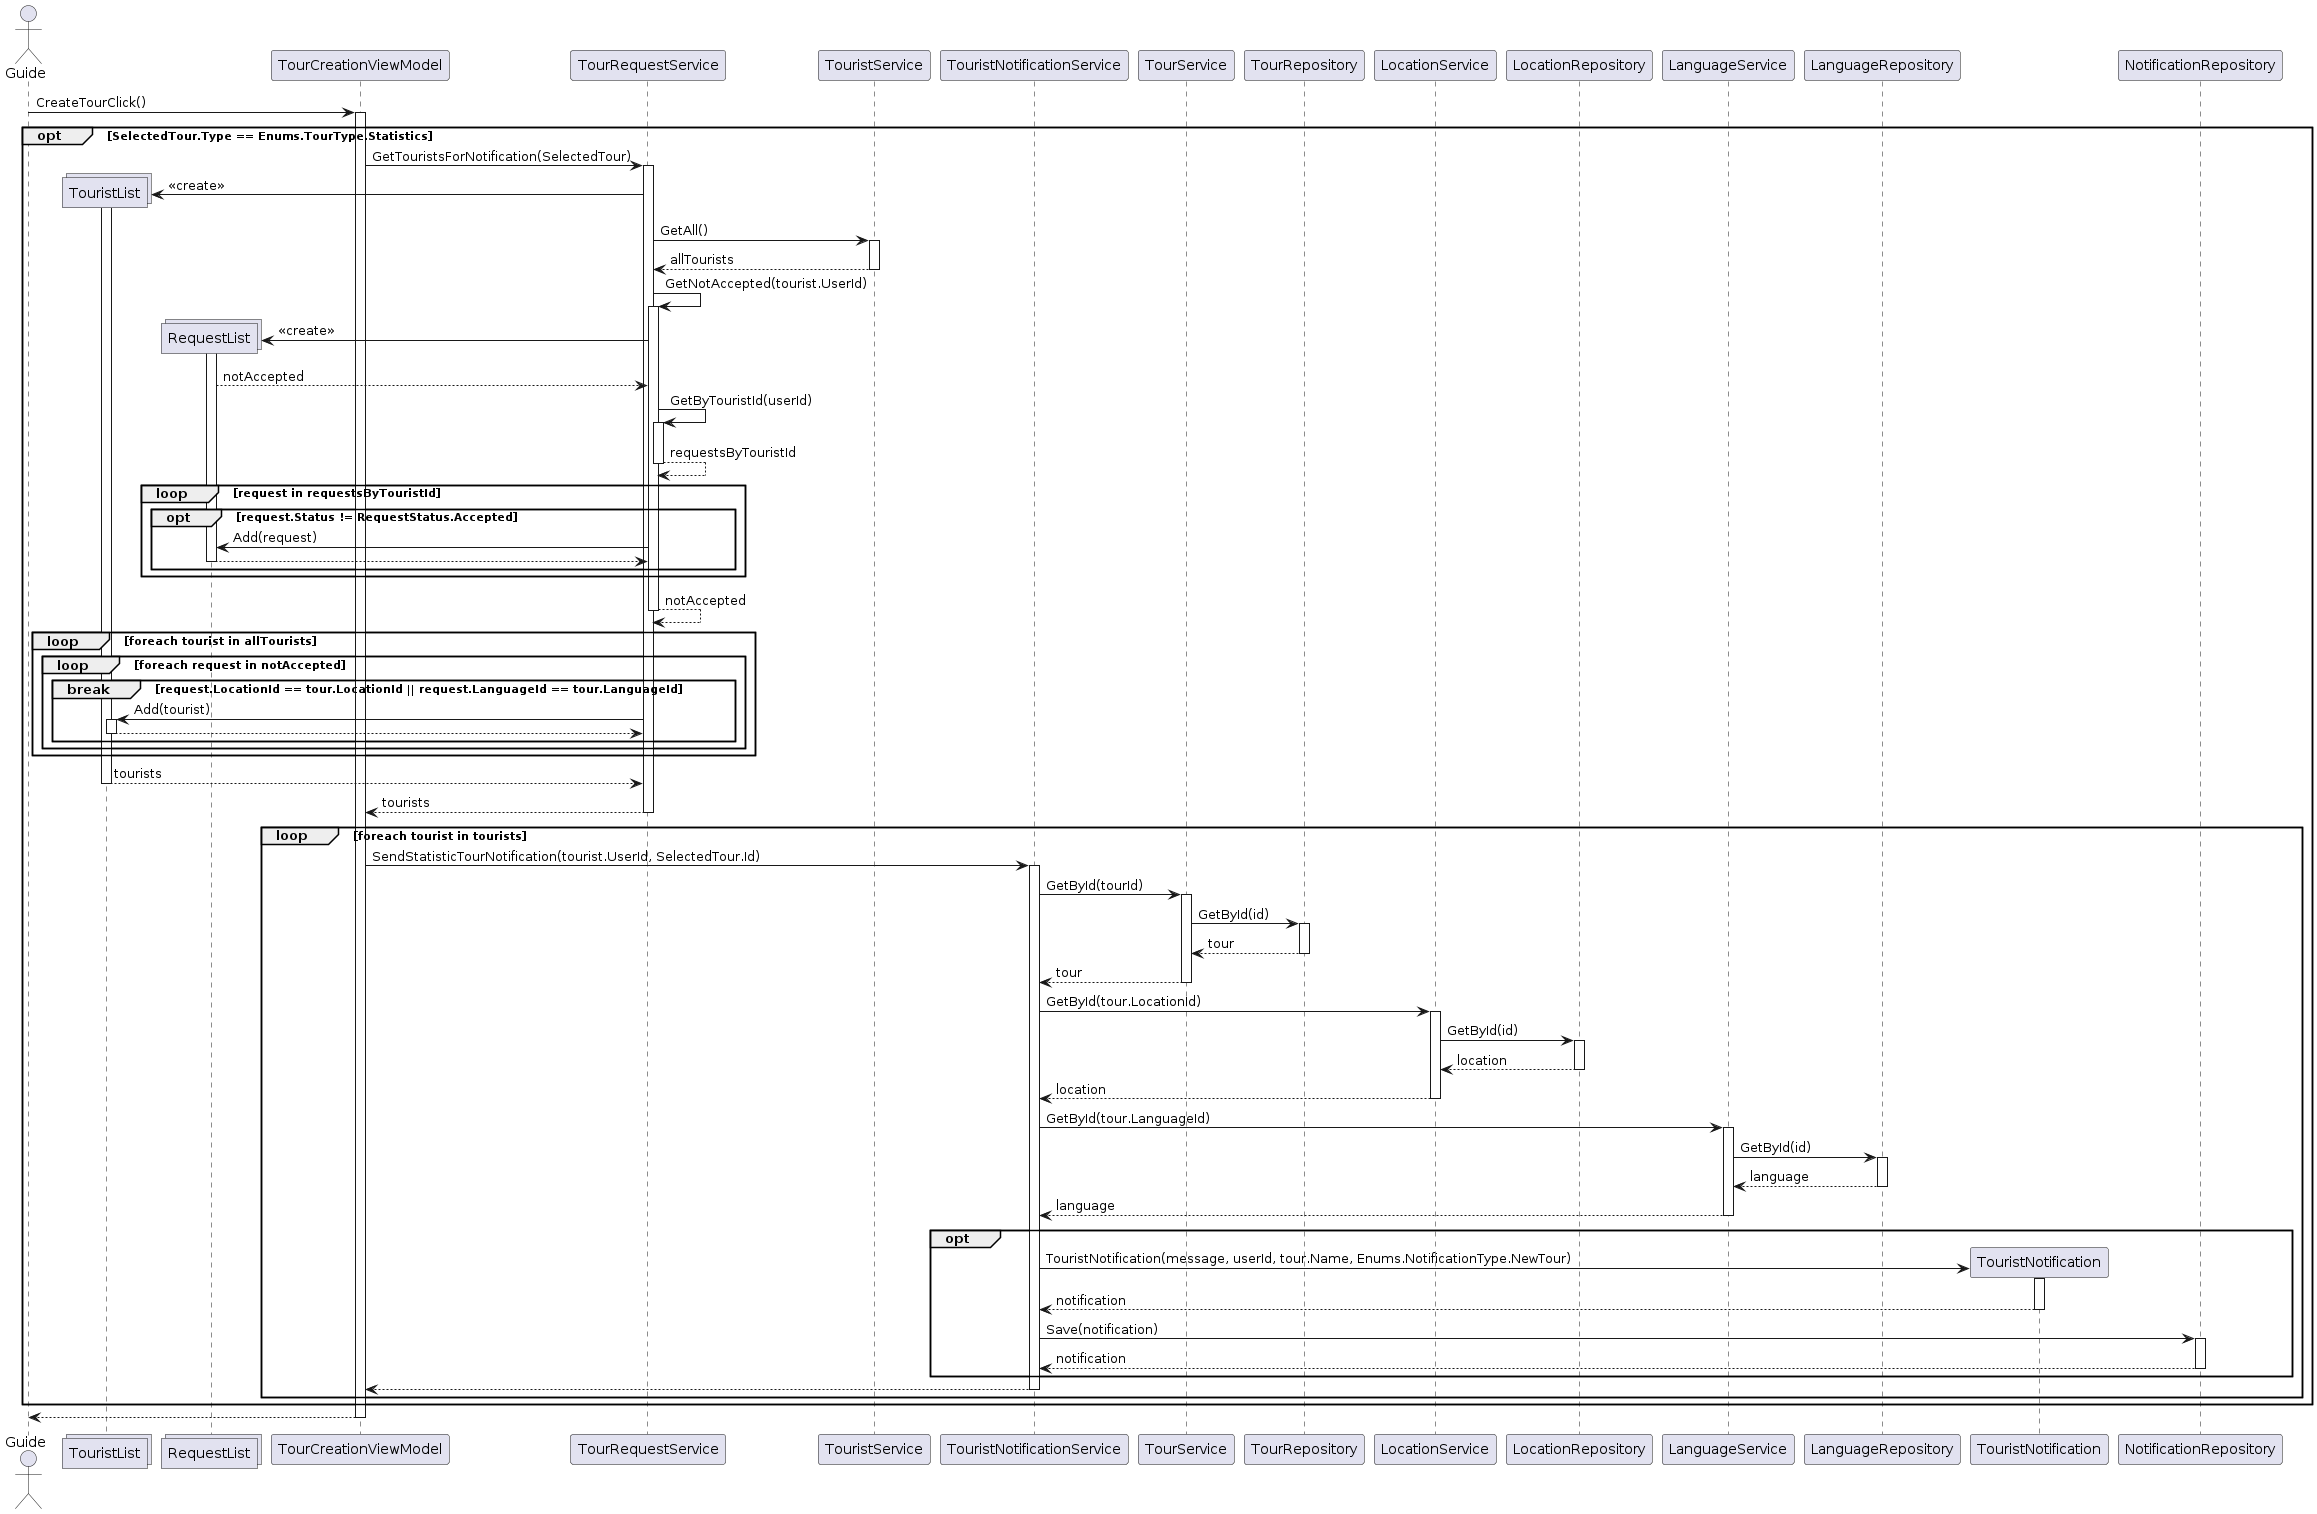 Guide
TourCreationViewModel
TourRequestService
TouristService
TouristNotificationService
TourService
TourRepository
LocationService
LocationRepository
LanguageService
LanguageRepository
NotificationRepository
CreateTourClick()
opt [SelectedTour.Type == Enums.TourType.Statistics]
GetTouristsForNotification(SelectedTour)
TouristList
«create»
GetAll()
allTourists
GetNotAccepted(tourist.UserId)
RequestList
«create»
notAccepted
GetByTouristId(userId)
requestsByTouristId
loop [request in requestsByTouristId]
opt [request.Status != RequestStatus.Accepted]
Add(request)
notAccepted
loop [foreach tourist in allTourists]
loop [foreach request in notAccepted]
break [request.LocationId == tour.LocationId || request.LanguageId == tour.LanguageId]
Add(tourist)
tourists
tourists
loop [foreach tourist in tourists]
SendStatisticTourNotification(tourist.UserId, SelectedTour.Id)
GetById(tourId)
GetById(id)
tour
tour
GetById(tour.LocationId)
GetById(id)
location
location
GetById(tour.LanguageId)
GetById(id)
language
language
opt
TouristNotification(message, userId, tour.Name, Enums.NotificationType.NewTour)
TouristNotification
notification
Save(notification)
notification
Guide
TouristList
RequestList
TourCreationViewModel
TourRequestService
TouristService
TouristNotificationService
TourService
TourRepository
LocationService
LocationRepository
LanguageService
LanguageRepository
TouristNotification
NotificationRepository